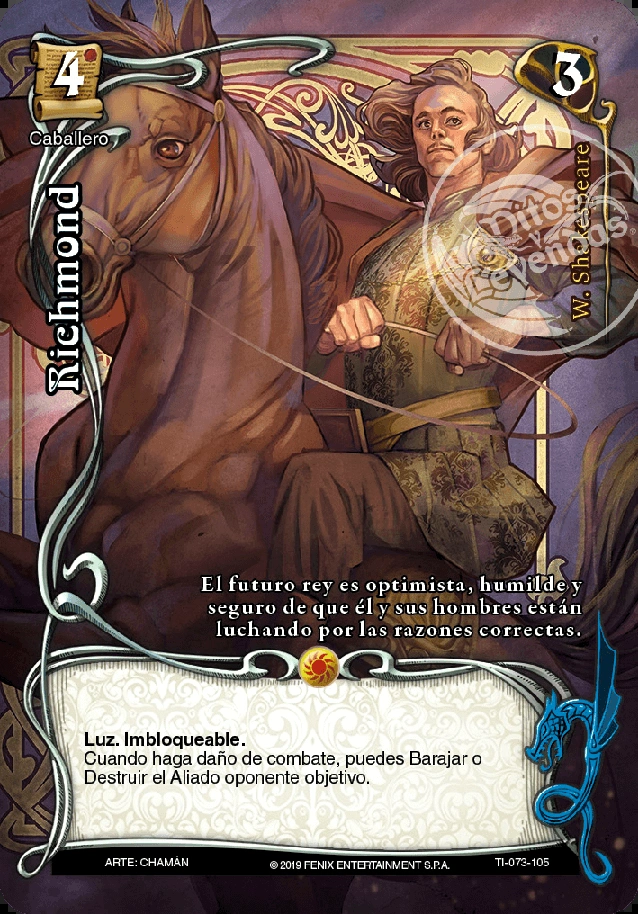 4
3
Caballero
Richmond
W. Shakespeare
Mitos
y
Leyendas®
El futuro rey es optimista, humilde y
seguro de que él y sus hombres están
luchando por las razones correctas.
Luz. Imbloqueable.
Cuando haga daño de combate, puedes Barajar o
Destruir el Aliado oponente objetivo.
ARTE: CHAMÁN
© 2019 FENIX ENTERTAINMENT S.P.A.
TI-073-105